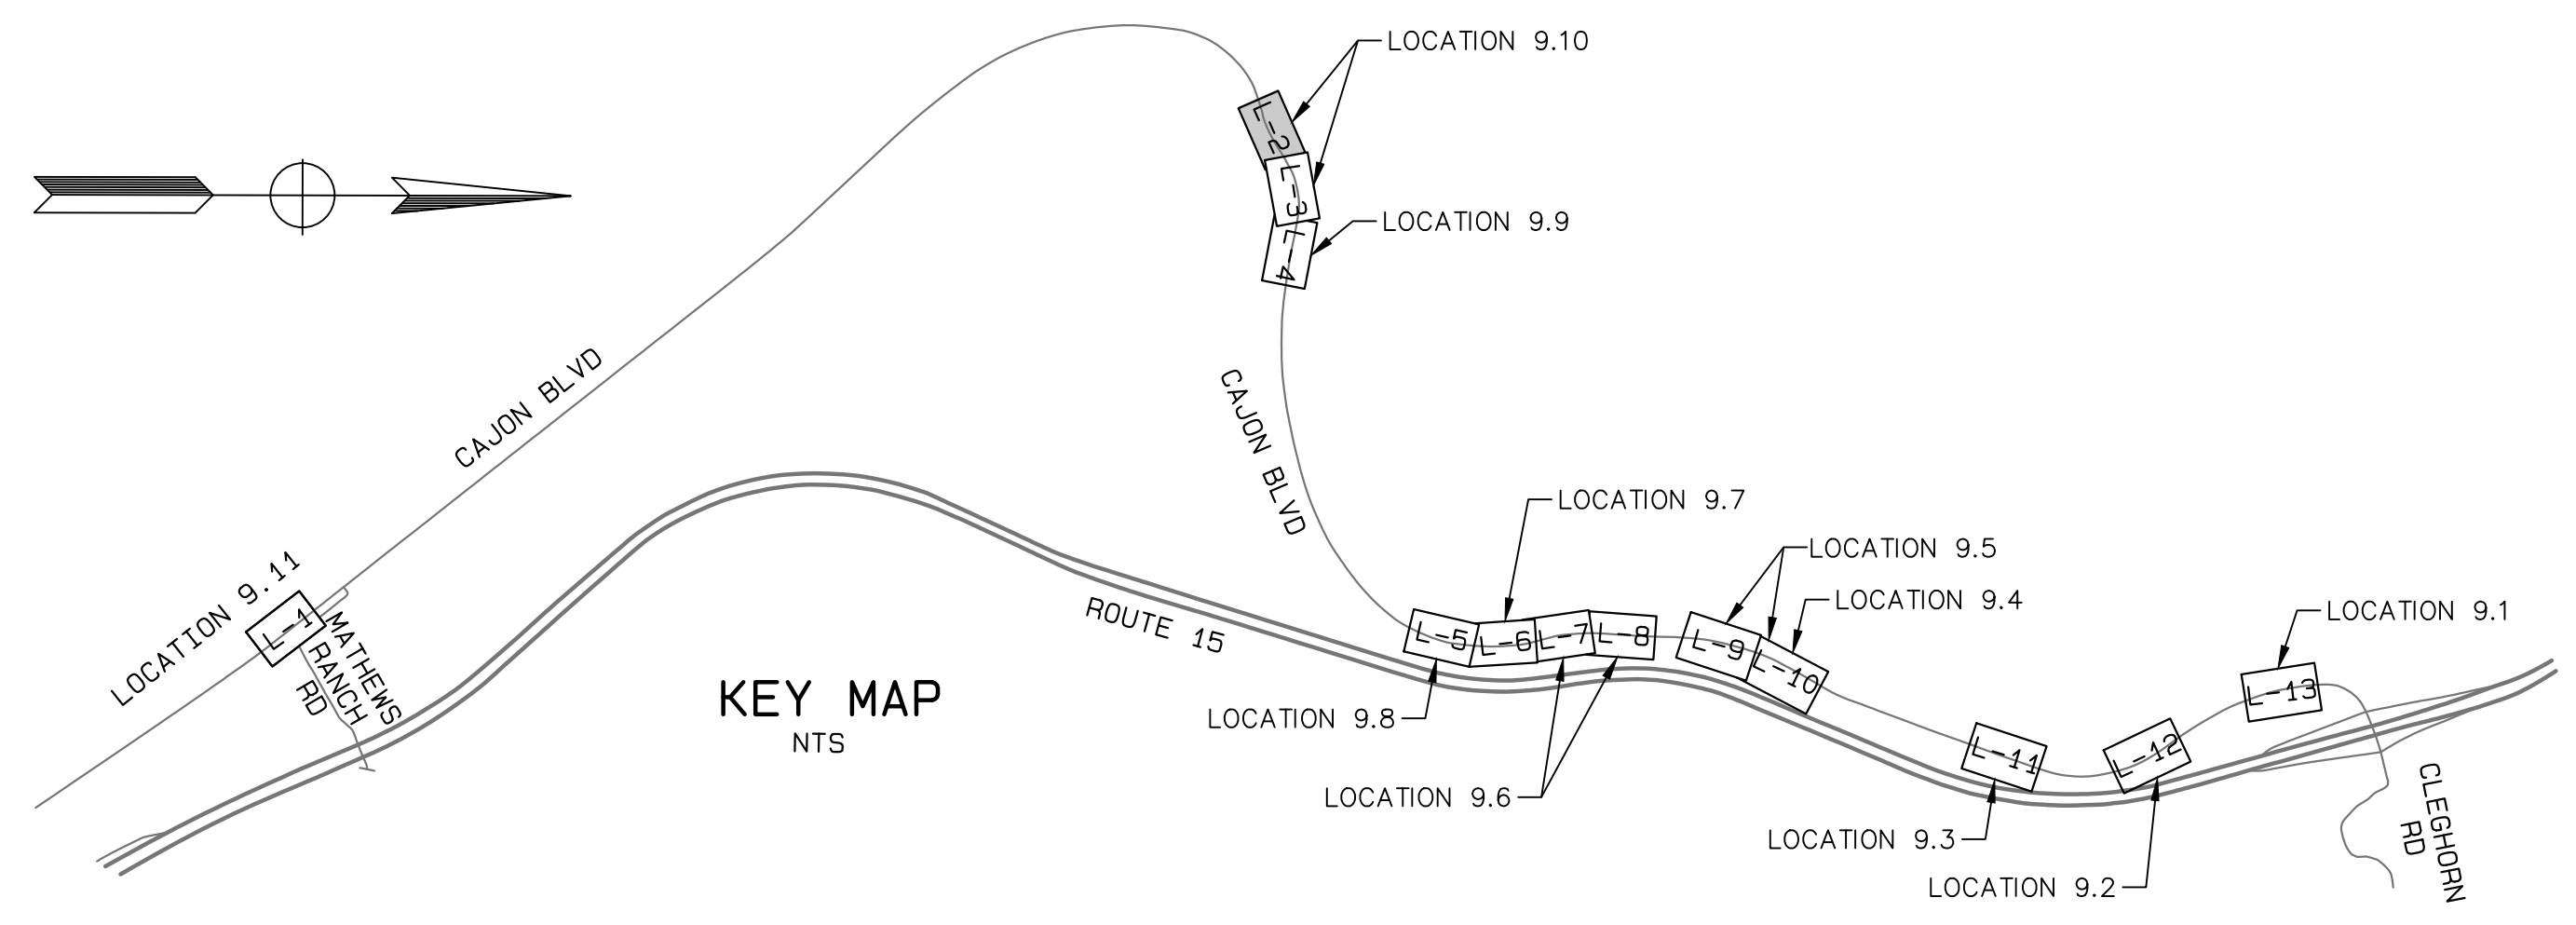 LOCATION 9.10
L-2
L-3
LOCATION 9.9
L-4
CAJON BLVD
CAJON BLVD
LOCATION 9.7
LOCATION 9.5
LOCATION 9.11
LOCATION 9.4
LOCATION 9.1
L-1
MATHEWS
RANCH
RD
ROUTE 15
L-5
L-6
L-7
L-8
L-9
L-10
L-13
KEY MAP
NTS
LOCATION 9.8
L-11
L-12
LOCATION 9.6
LOCATION 9.3
LOCATION 9.2
CLEGHORN
RD